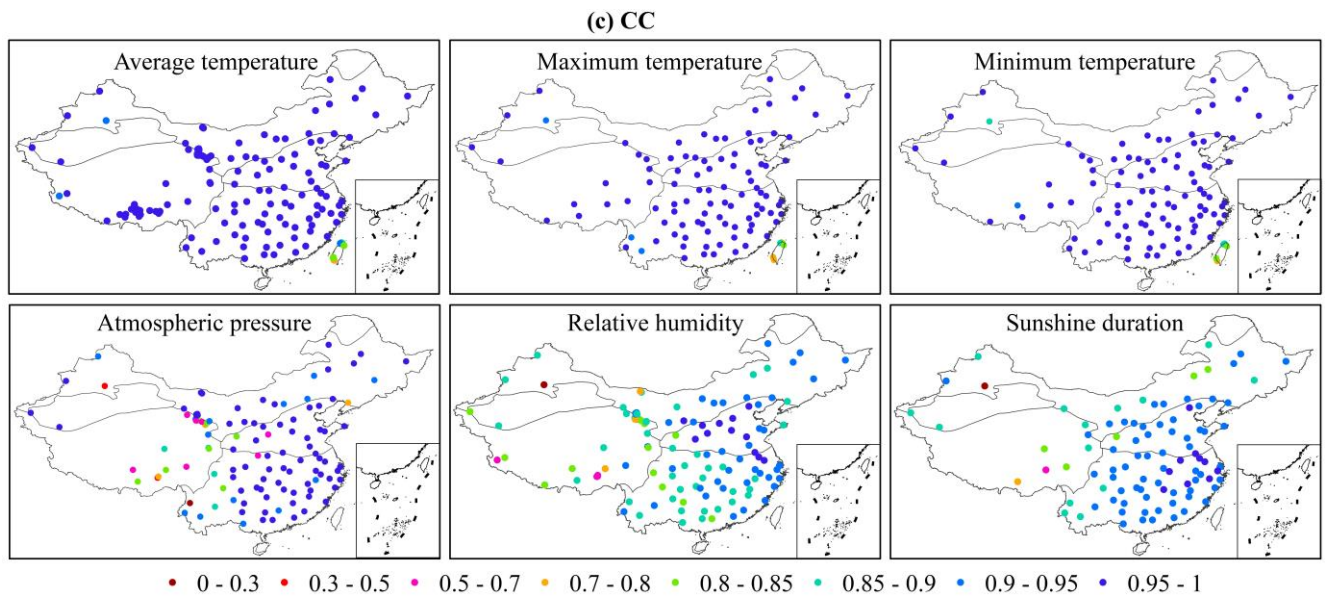 (c) CC
Average temperature
Maximum temperature
Minimum temperature
Atmospheric pressure
Relative humidity
Sunshine duration
0 - 0.3 0.3 - 0.5 0.5 - 0.7 0.7 - 0.8 0.8 - 0.85 0.85 - 0.9 0.9 - 0.95 0.95 - 1